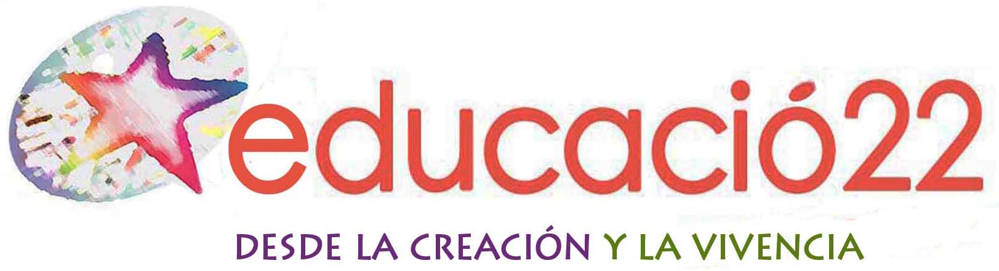 educació22
DESDE LA CREACIÓN Y LA VIVENCIA